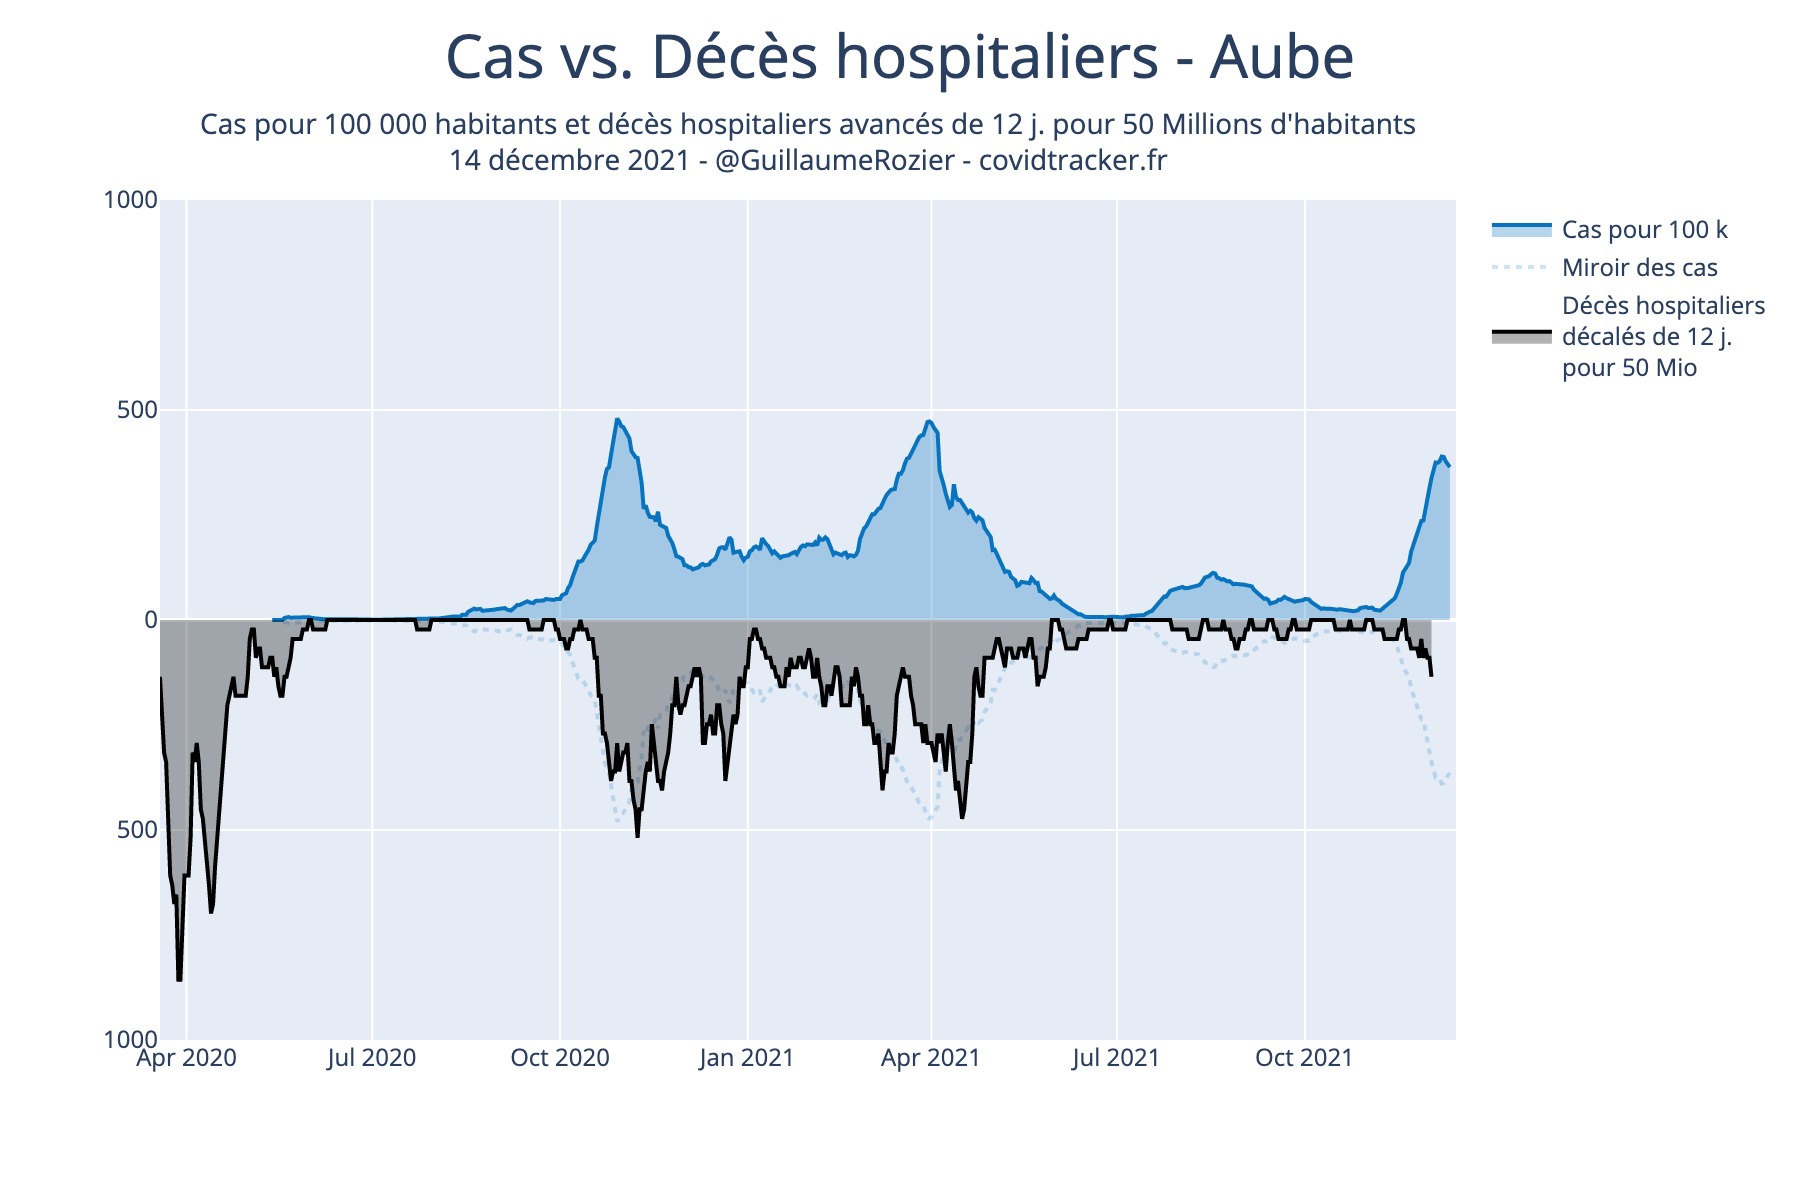 Cas vs. Décès hospitaliers - Aube
Cas pour 100 000 habitants et décès hospitaliers avancés de 12 j. pour 50 Millions d'habitants
14 décembre 2021 - @GuillaumeRozier - covidtracker.fr
1000
500
0
500
1000
Apr 2020
Jul 2020
Oct 2020
Jan 2021
Apr 2021
Jul 2021
Oct 2021
Cas pour 100 k
Miroir des cas
Décès hospitaliers
décalés de 12 j.
pour 50 Mio